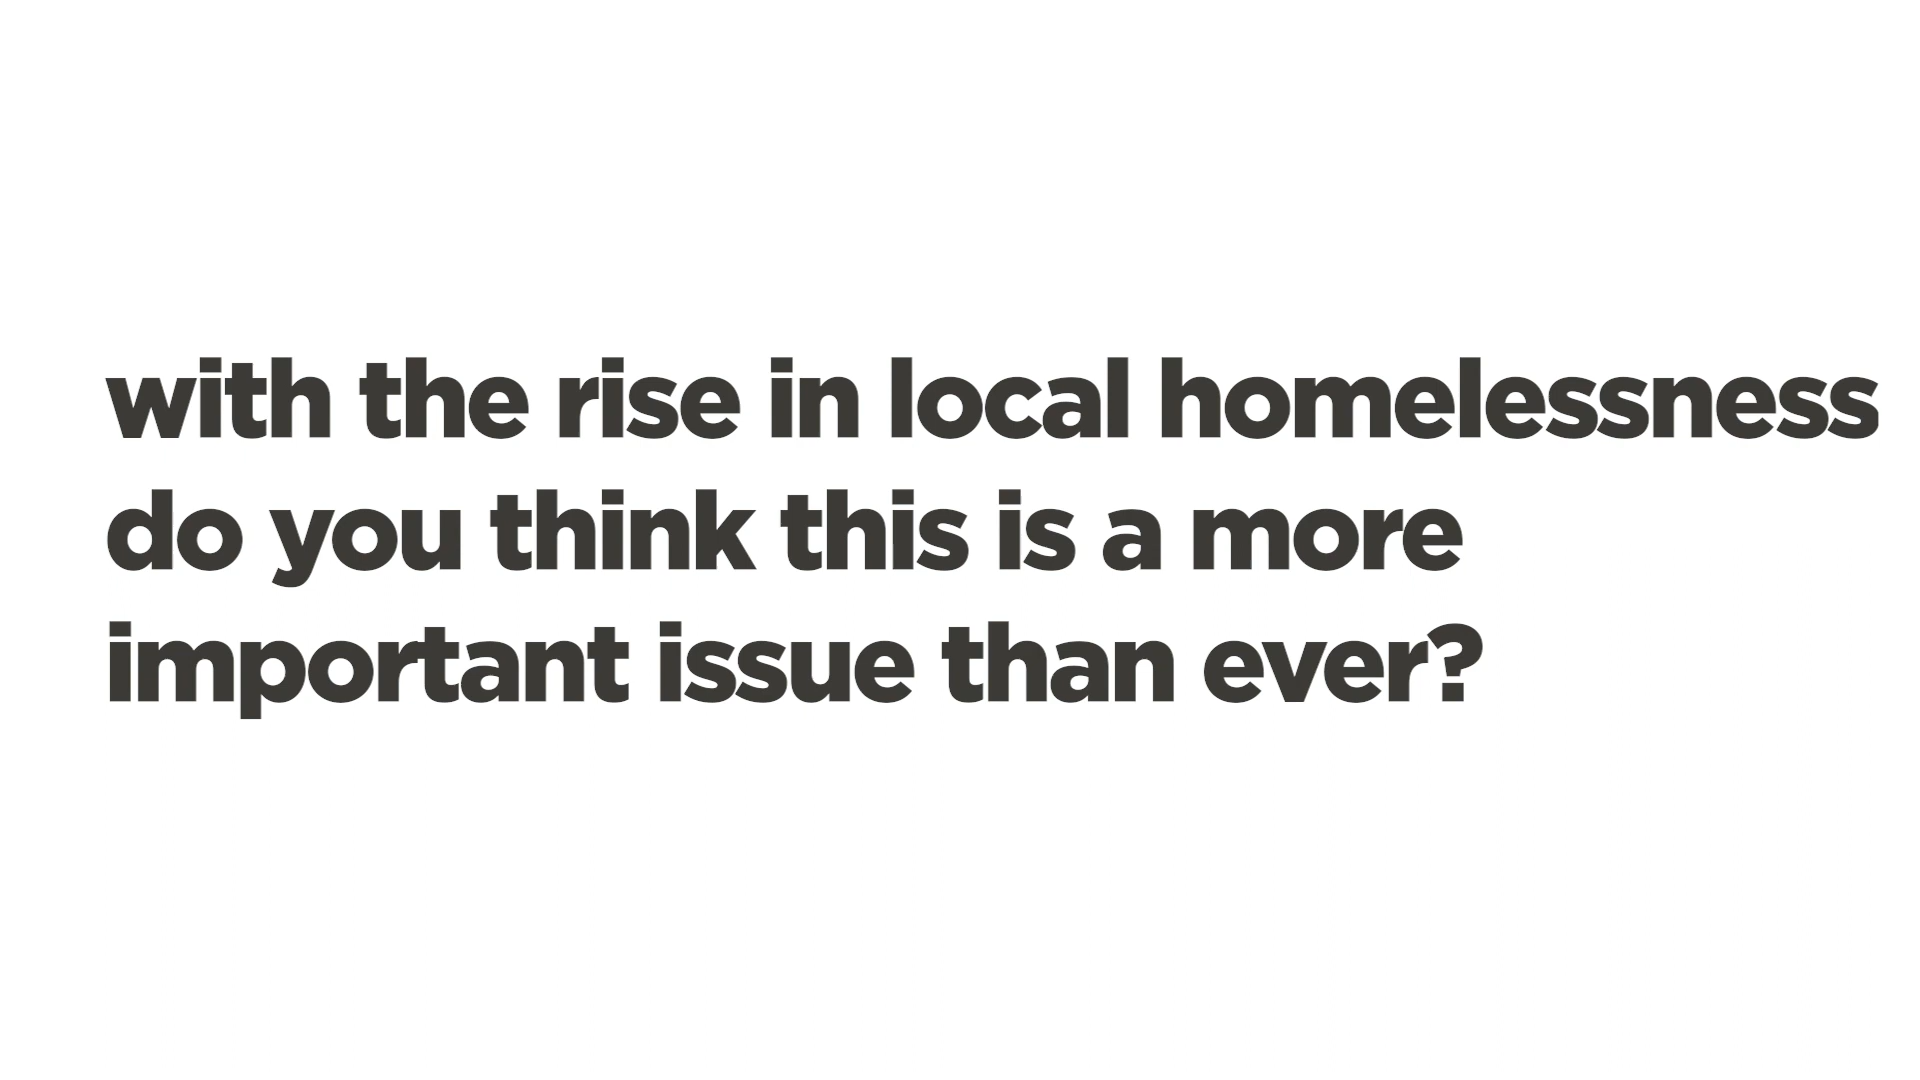 with the rise in local homelessness
do you think this is a more
important issue than ever?